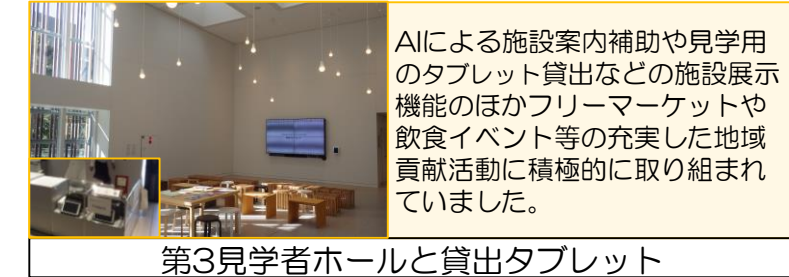 AIによる施設案内補助や見学用
のタブレット貸出などの施設展示
機能のほかフリーマーケットや
飲食イベント等の充実した地域
貢献活動に積極的に取り組まれ
ていました。
第3見学者ホールと貸出タブレット